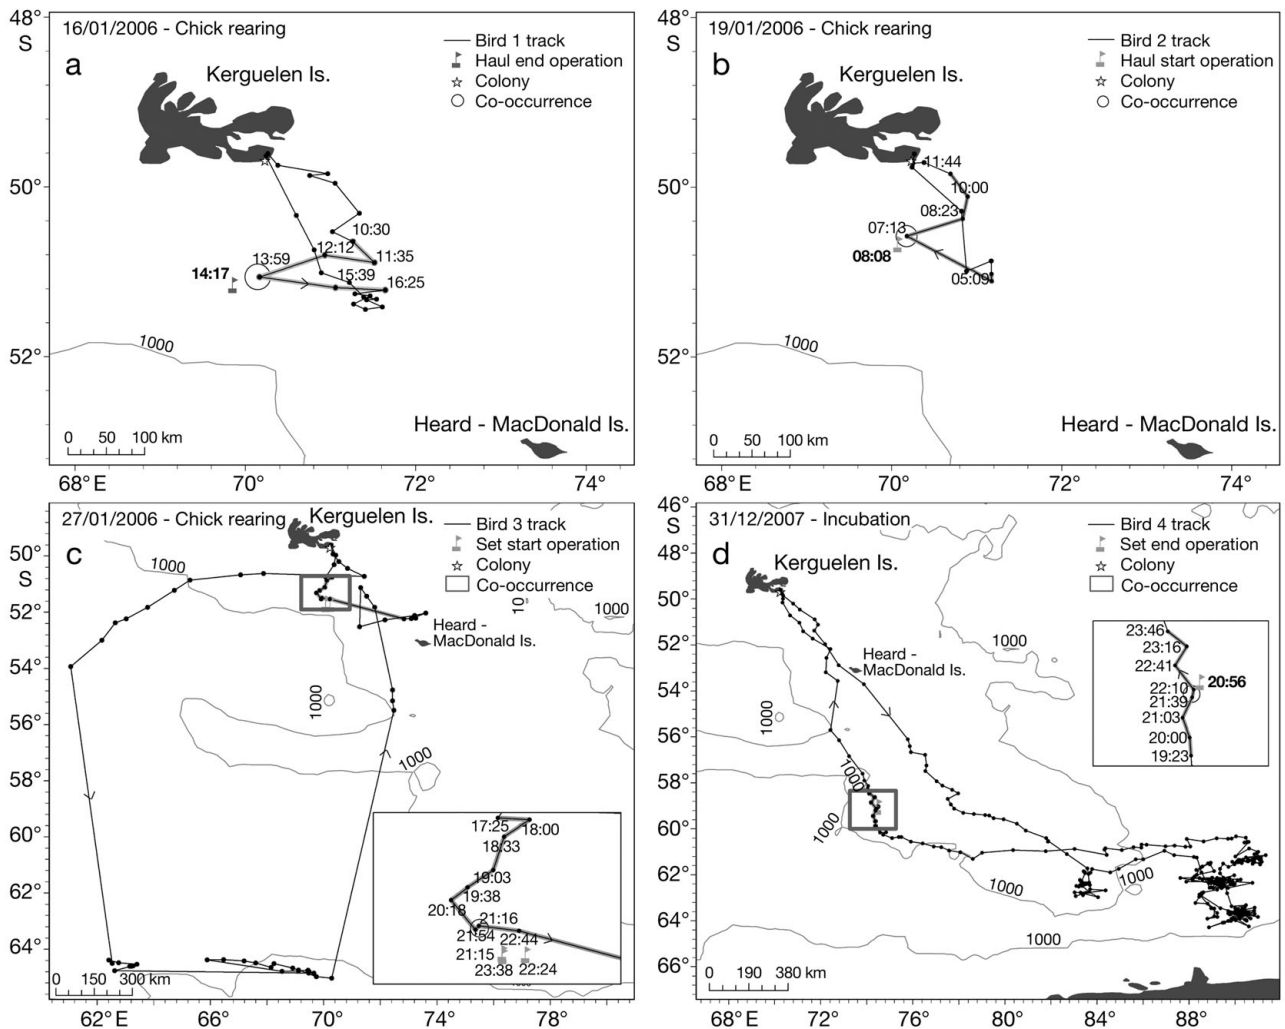 48°
S
16/01/2006 - Chick rearing
a
Kerguelen Is.
Bird 1 track
Haul end operation
Colony
Co-occurrence
50°
10:30
12:12
11:35
13:59
14:17
15:39
16:25
52°
1000
Heard - MacDonald Is.
0 50 100 km
68° E 70° 72° 74°
48°
S
19/01/2006 - Chick rearing
b
Kerguelen Is.
Bird 2 track
Haul start operation
Colony
Co-occurrence
50°
11:44
10:00
08:23
07:13
08:08
05:09
52°
1000
Heard - MacDonald Is.
0 50 100 km
68° E 70° 72° 74°
27/01/2006 - Chick rearing
c
Kerguelen Is.
Bird 3 track
Set start operation
Colony
Co-occurrence
50°
S
52°
54°
56°
58°
60°
62°
64°
1000
10
1000
Heard -
MacDonald Is.
1000
1000
17:25
18:00
18:33
19:03
19:38
20:18
21:16
21:54
22:44
21:15
23:38
22:24
0 150 300 km
62° E 66° 70° 74° 78°
46°
S
31/12/2007 - Incubation
d
Kerguelen Is.
Bird 4 track
Set end operation
Colony
Co-occurrence
48°
50°
52°
54°
56°
58°
60°
62°
64°
66°
1000
Heard -
MacDonald Is.
1000
1000
1000
1000
1000
1000
23:46
23:16
22:41
22:10
20:56
21:39
21:03
20:00
19:23
0 190 380 km
68° E 72° 76° 80° 84° 88°